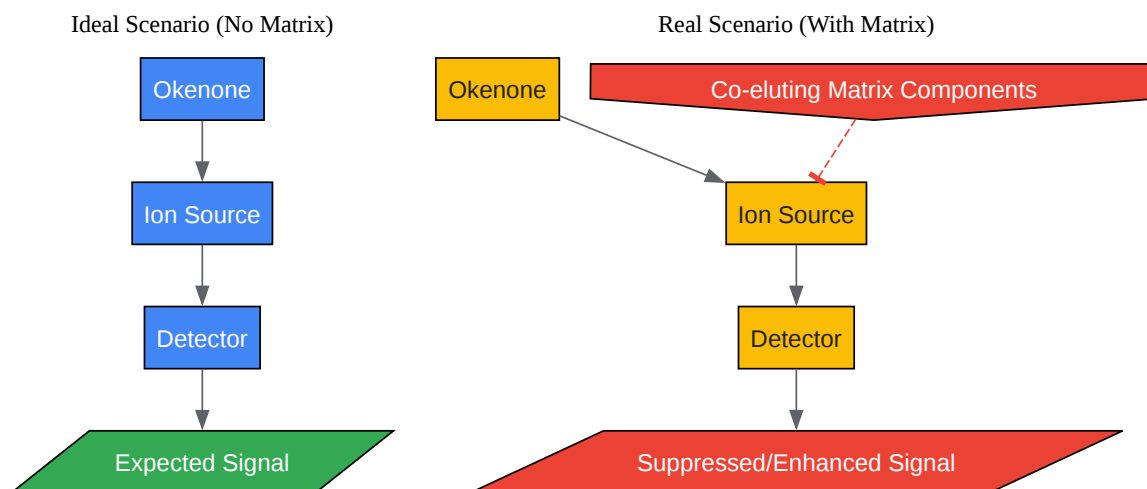 Ideal Scenario (No Matrix)
Okenone
Ion Source
Detector
Expected Signal
Real Scenario (With Matrix)
Okenone
Co-eluting Matrix Components
Ion Source
Detector
Suppressed/Enhanced Signal